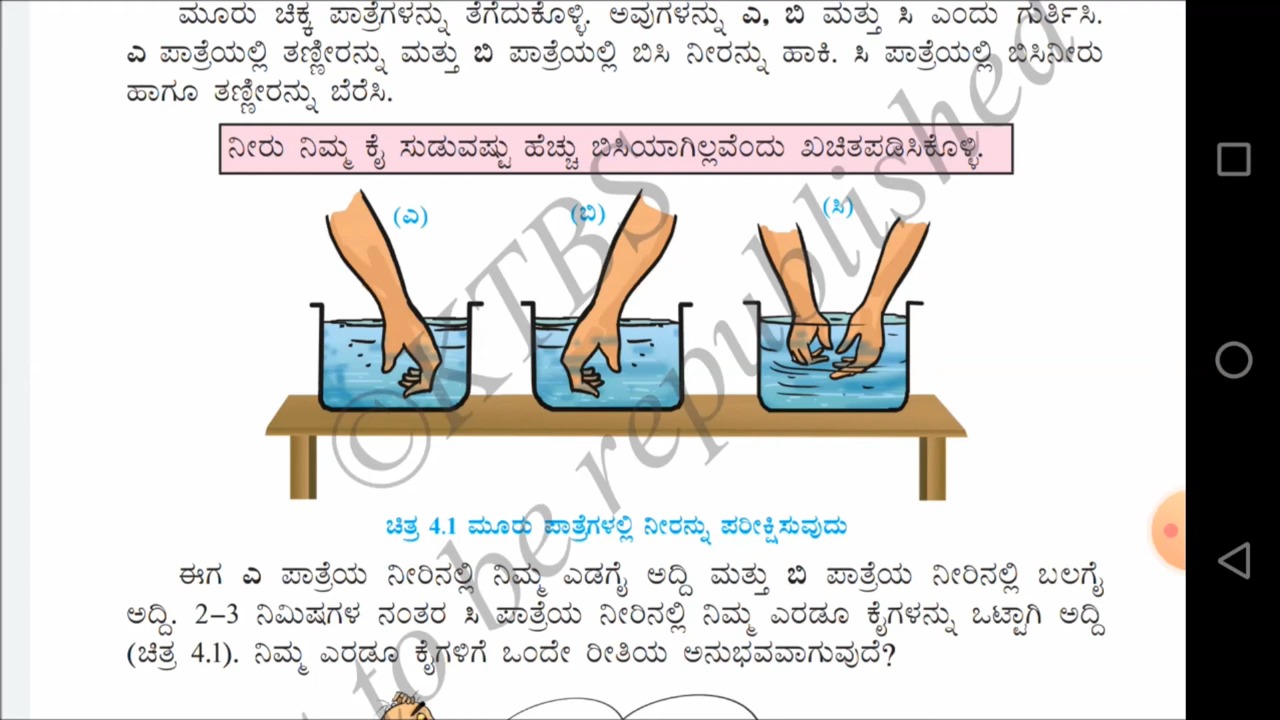 ಮೂರು ಚಿಕ್ಕ ಪಾತ್ರೆಗಳನ್ನು ತೆಗೆದುಕೊಳ್ಳಿ. ಅವುಗಳನ್ನು ಎ, ಬಿ ಮತ್ತು ಸಿ ಎಂದು ಗುರ್ತಿಸಿ.
ಎ ಪಾತ್ರೆಯಲ್ಲಿ ತಣ್ಣೀರನ್ನು ಮತ್ತು ಬಿ ಪಾತ್ರೆಯಲ್ಲಿ ಬಿಸಿ ನೀರನ್ನು ಹಾಕಿ. ಸಿ ಪಾತ್ರೆಯಲ್ಲಿ ಬಿಸಿನೀರು
ಹಾಗೂ ತಣ್ಣೀರನ್ನು ಬೆರೆಸಿ.
ನೀರು ನಿಮ್ಮ ಕೈ ಸುಡುವಷ್ಟು ಹೆಚ್ಚು ಬಿಸಿಯಾಗಿಲ್ಲವೆಂದು ಖಚಿತಪಡಿಸಿಕೊಳ್ಳಿ.
(ಎ) (ಬಿ) (ಸಿ)
ಚಿತ್ರ 4.1 ಮೂರು ಪಾತ್ರೆಗಳಲ್ಲಿ ನೀರನ್ನು ಪರೀಕ್ಷಿಸುವುದು
ಈಗ ಎ ಪಾತ್ರೆಯ ನೀರಿನಲ್ಲಿ ನಿಮ್ಮ ಎಡಗೈ ಅದ್ದಿ ಮತ್ತು ಬಿ ಪಾತ್ರೆಯ ನೀರಿನಲ್ಲಿ ಬಲಗೈ
ಅದ್ದಿ. 2–3 ನಿಮಿಷಗಳ ನಂತರ ಸಿ ಪಾತ್ರೆಯ ನೀರಿನಲ್ಲಿ ನಿಮ್ಮ ಎರಡೂ ಕೈಗಳನ್ನು ಒಟ್ಟಾಗಿ ಅದ್ದಿ
(ಚಿತ್ರ 4.1). ನಿಮ್ಮ ಎರಡೂ ಕೈಗಳಿಗೆ ಒಂದೇ ರೀತಿಯ ಅನುಭವವಾಗುವುದೆ?
©KTBS
to be republished